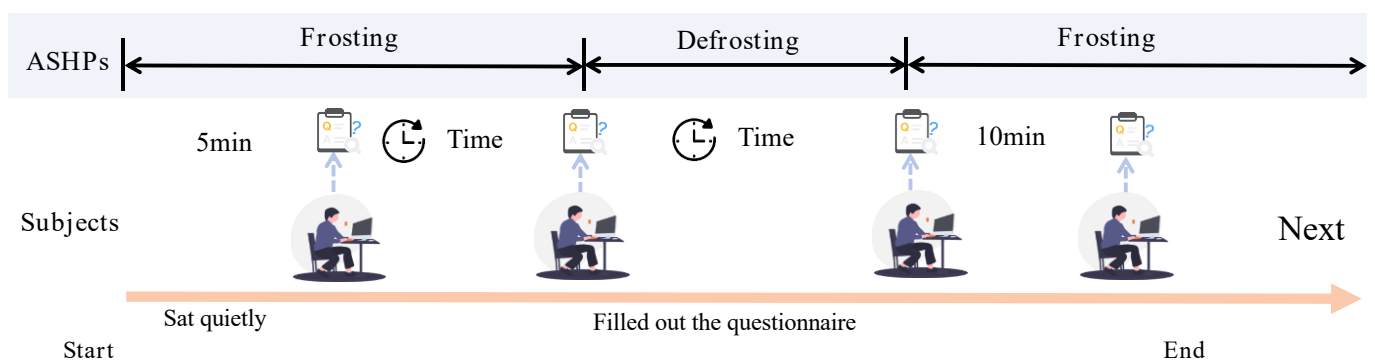 Frosting
Defrosting
Frosting
ASHPs
5min
Q
A
?
Time
Q
A
?
Time
Q
A
?
10min
Q
A
?
Subjects
Next
Sat quietly
Filled out the questionnaire
Start
End